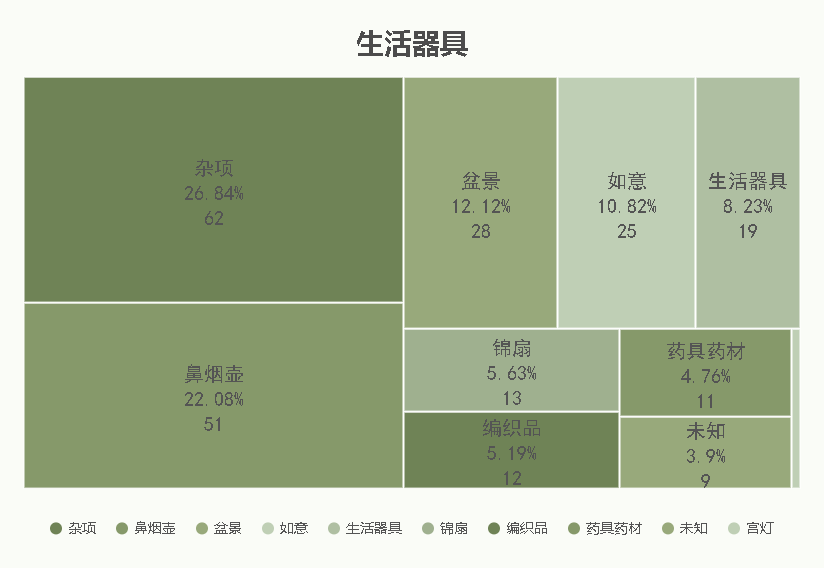 生活器具
杂项
26.84%
62
盆景
12.12%
28
如意
10.82%
25
生活器具
8.23%
19
鼻烟壶
22.08%
51
锦扇
5.63%
13
药具药材
4.76%
11
编织品
5.19%
12
未知
3.9%
9
杂项 鼻烟壶 盆景 如意 生活器具 锦扇 编织品 药具药材 未知 宫灯